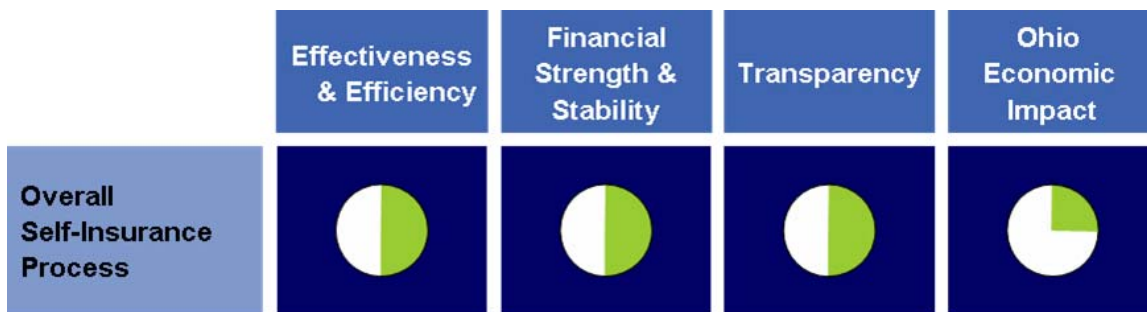 Effectiveness
& Efficiency
Financial
Strength &
Stability
Transparency
Ohio
Economic
Impact
Overall
Self-Insurance
Process